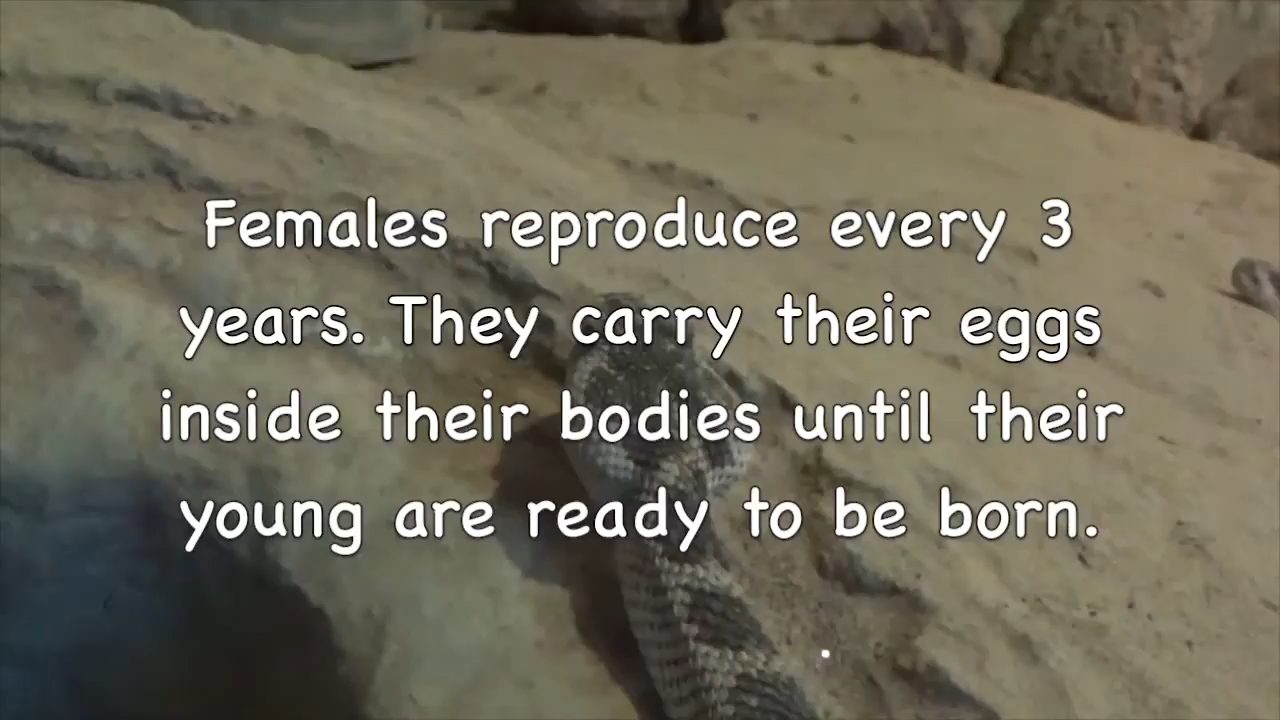 Females reproduce every 3
years. They carry their eggs
inside their bodies until their
young are ready to be born.